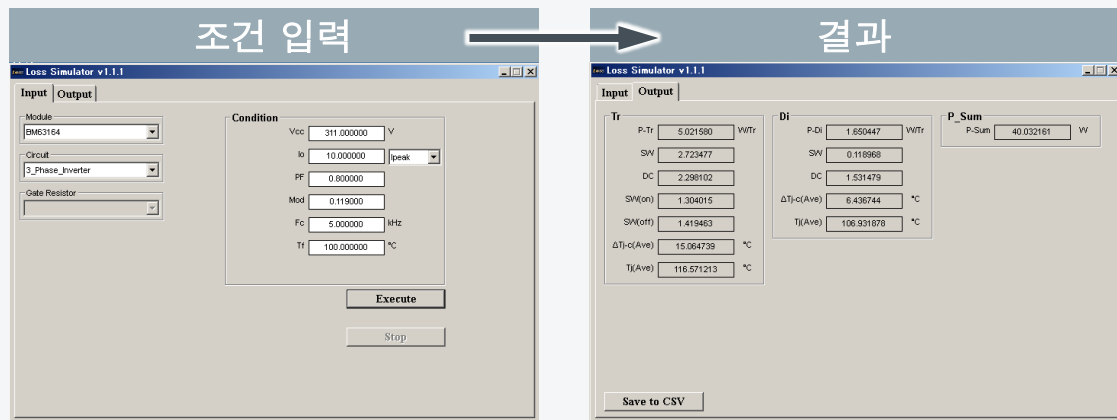 조건 입력
결과
Loss Simulator v1.1.1
Input Output
Module
BM63164
Circuit
3_Phase_Inverter
Gate Resistor
Condition
Vcc 311.000000 V
Io 10.000000 Ipeak
PF 0.800000
Mod 0.119000
Fc 5.000000 kHz
Tf 100.000000 °C
Execute
Stop
Loss Simulator v1.1.1
Input Output
Tr
P-Tr 5.021580 W/Tr
SW 2.723477
DC 2.298102
SW(on) 1.304015
SW(off) 1.419463
ΔTj-c(Ave) 15.064739 °C
Tj(Ave) 116.571213 °C
Di
P-Di 1.650447 W/Tr
SW 0.118968
DC 1.531479
ΔTj-c(Ave) 6.436744 °C
Tj(Ave) 106.931878 °C
P_Sum
P-Sum 40.032161 W
Save to CSV